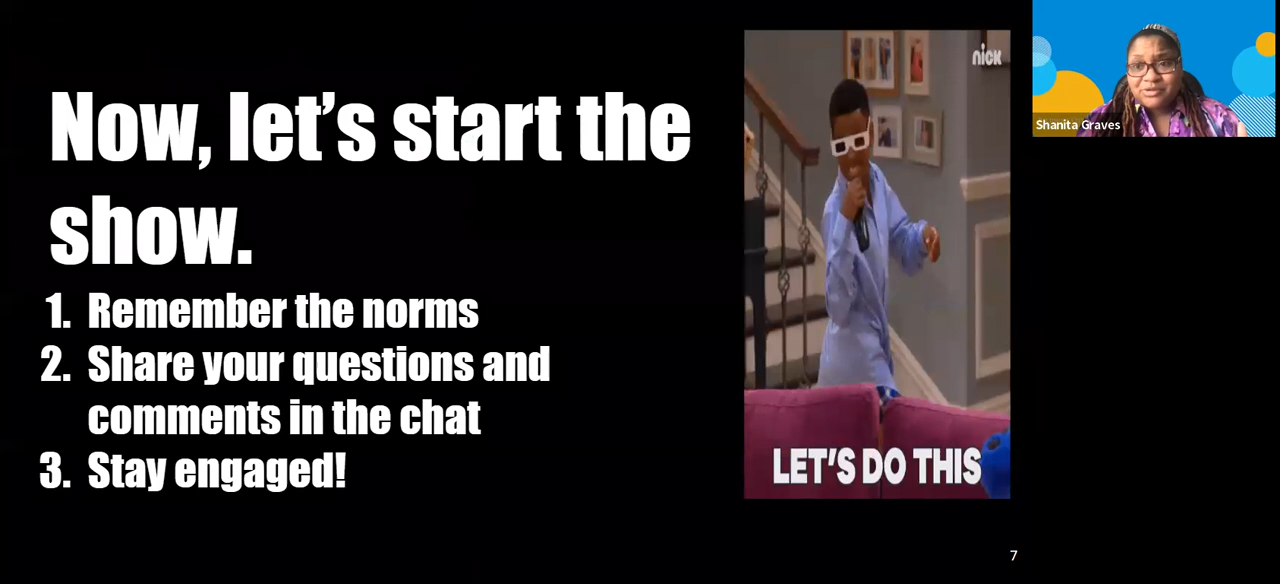 Now, let’s start the
show.
1. Remember the norms
2. Share your questions and
comments in the chat
3. Stay engaged!
nick
LET'S DO THIS
Shanita Graves
7